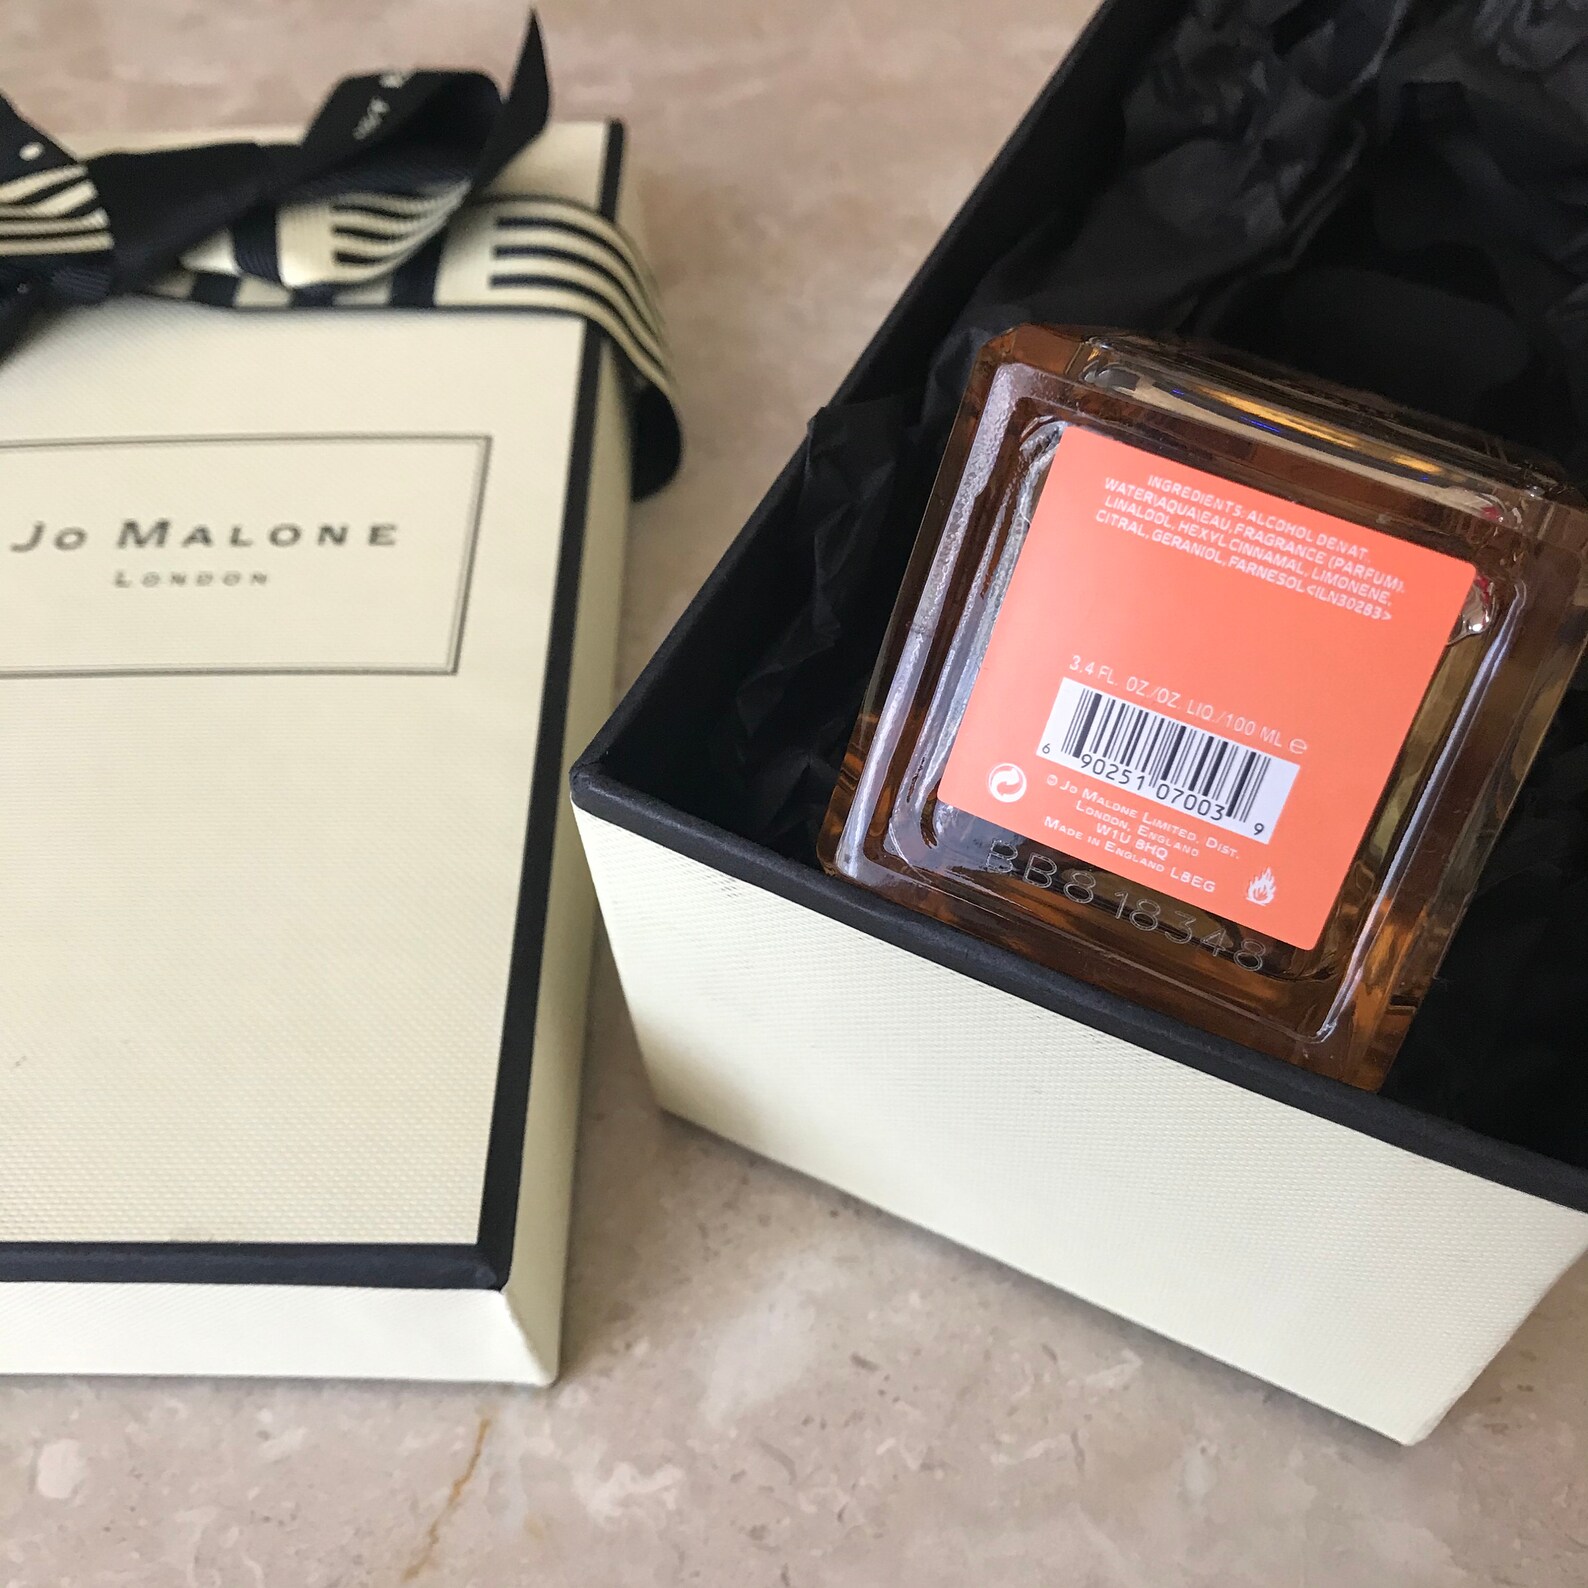 Jo MALONE
LONDON
INGREDIENTS: ALCOHOL DENAT.,
WATER\AQUA\EAU, FRAGRANCE (PARFUM),
LINALOOL, HEXYL CINNAMAL, LIMONENE,
CITRAL, GERANIOL, FARNESOL <ILN30283>
3.4 FL. OZ./OZ. LIQ./100 ML ℮
6 90251 07003 9
© Jo MALONE LIMITED, DIST.
LONDON, ENGLAND
W1U 8HQ
MADE IN ENGLAND L8EG
BB8 18348